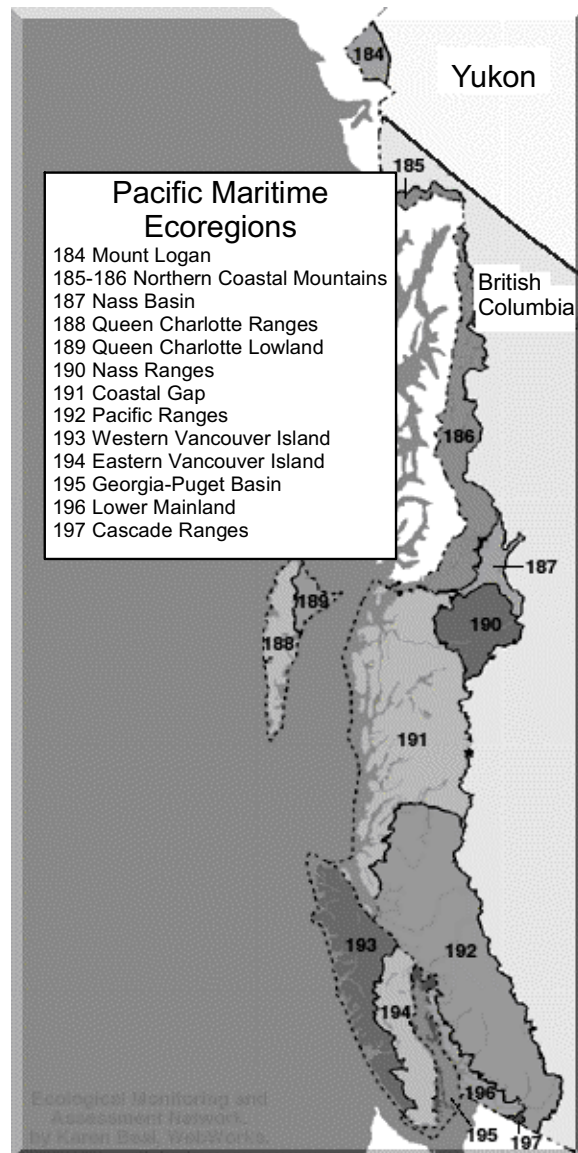 184
Yukon
185
Pacific Maritime
Ecoregions
184 Mount Logan
185-186 Northern Coastal Mountains
187 Nass Basin
188 Queen Charlotte Ranges
189 Queen Charlotte Lowland
190 Nass Ranges
191 Coastal Gap
192 Pacific Ranges
193 Western Vancouver Island
194 Eastern Vancouver Island
195 Georgia-Puget Basin
196 Lower Mainland
197 Cascade Ranges
British
Columbia
186
187
189
190
188
191
193
192
194
196
195
197
Ecological Monitoring and
Assessment Network.
by Karen Beal, WebWorks.